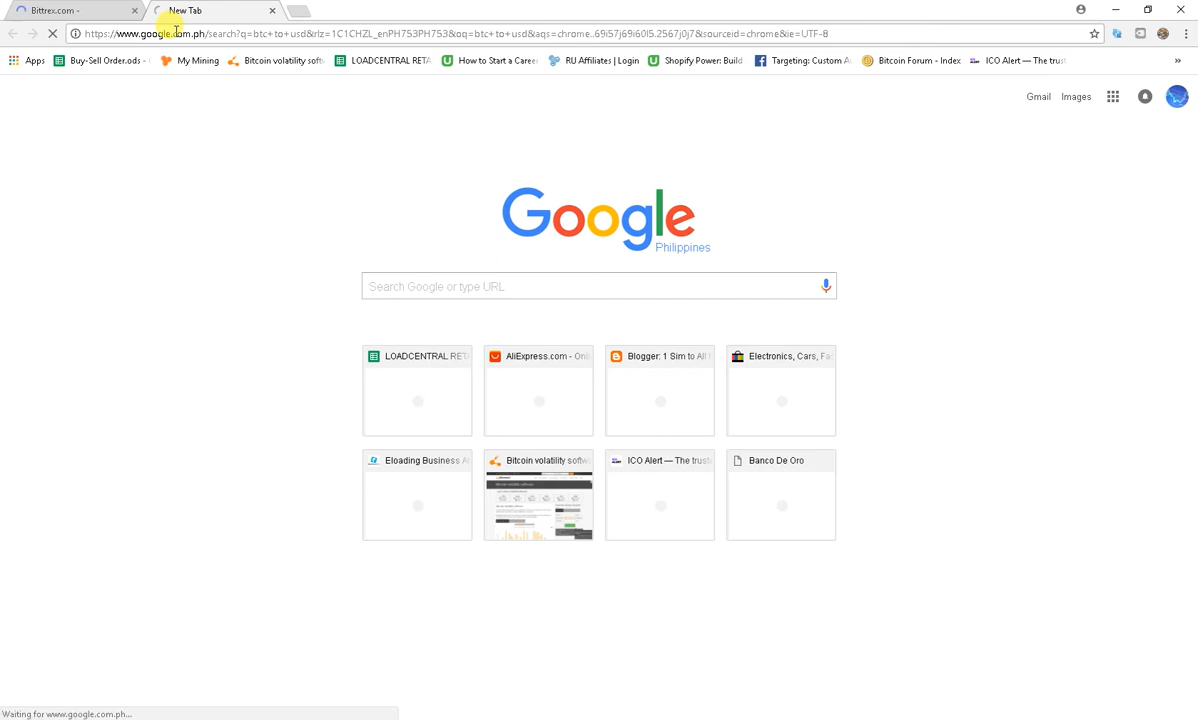 Bittrex.com -
New Tab
https://www.google.com.ph/search?q=btc+to+usd&rlz=1C1CHZL_enPH753PH753&oq=btc+to+usd&aqs=chrome..69i57j69i60l5.2567j0j7&sourceid=chrome&ie=UTF-8
Apps Buy-Sell Order.ods - My Mining Bitcoin volatility soft LOADCENTRAL RETA How to Start a Career RU Affiliates | Login Shopify Power: Build Targeting: Custom A Bitcoin Forum - Index ICO Alert — The trust »
Gmail Images
Google
Philippines
Search Google or type URL
LOADCENTRAL RET AliExpress.com - Onli Blogger: 1 Sim to All Electronics, Cars, Fa
Eloading Business A Bitcoin volatility softw ICO Alert — The trust Banco De Oro
Waiting for www.google.com.ph...